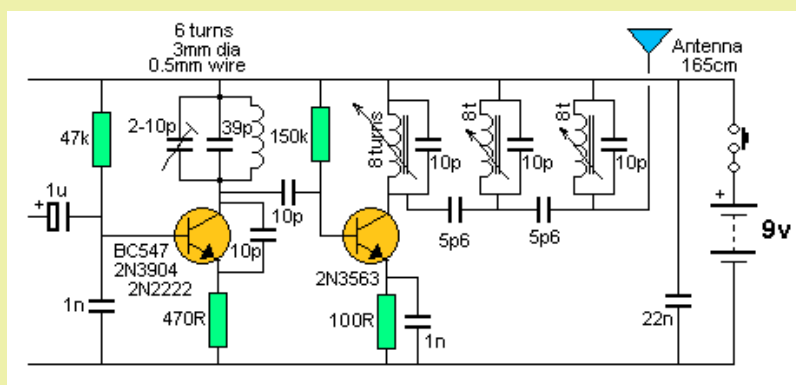 6 turns
3mm dia
0.5mm wire
Antenna
165cm
47k
2-10p
39p
150k
8 turns
10p
8t
10p
8t
10p
1u
+
10p
5p6
5p6
+
9v
BC547
2N3904
2N2222
10p
2N3563
1n
470R
100R
1n
22n